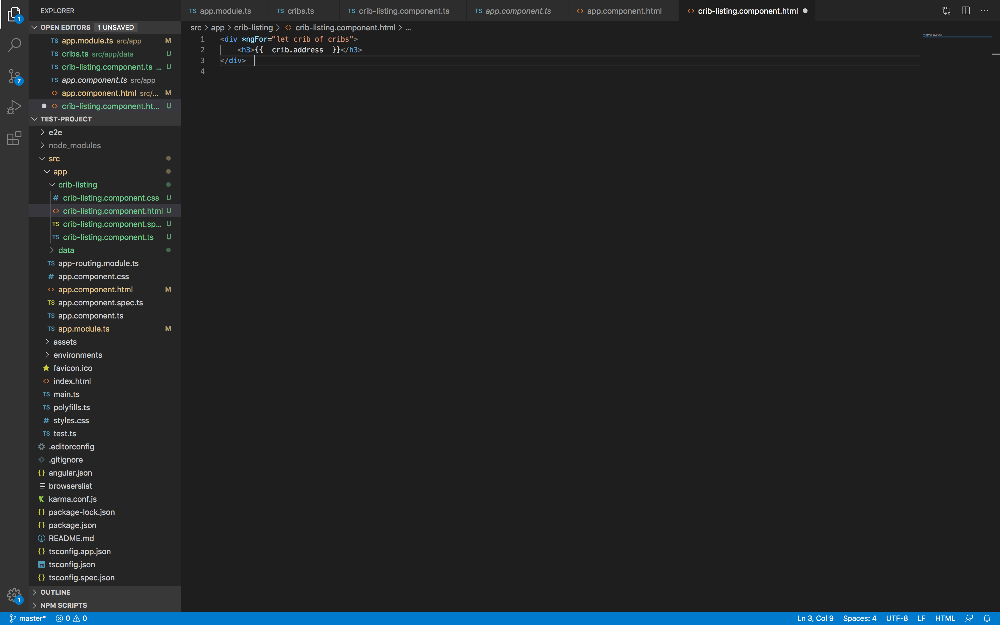 EXPLORER
OPEN EDITORS 1 UNSAVED
TS app.module.ts src/app M
TS cribs.ts src/app/data U
TS crib-listing.component.ts ... U
TS app.component.ts src/app
<> app.component.html src/... M
<> crib-listing.component.ht... U
TEST-PROJECT
e2e
node_modules
src
app
crib-listing
# crib-listing.component.css U
<> crib-listing.component.html U
TS crib-listing.component.sp... U
TS crib-listing.component.ts U
data
TS app-routing.module.ts
# app.component.css
<> app.component.html M
TS app.component.spec.ts
TS app.component.ts
TS app.module.ts M
assets
environments
favicon.ico
<> index.html
TS main.ts
TS polyfills.ts
# styles.css
TS test.ts
.editorconfig
.gitignore
{} angular.json
browserslist
K karma.conf.js
{} package-lock.json
{} package.json
README.md
{} tsconfig.app.json
TS tsconfig.json
{} tsconfig.spec.json
OUTLINE
NPM SCRIPTS
1
7
1
TS app.module.ts TS cribs.ts TS crib-listing.component.ts TS app.component.ts <> app.component.html <> crib-listing.component.html
src > app > crib-listing > <> crib-listing.component.html > ...
1 <div *ngFor="let crib of cribs">
2 <h3>{{  crib.address  }}</h3>
3 </div>
4
master* 0 0 Ln 3, Col 9 Spaces: 4 UTF-8 LF HTML